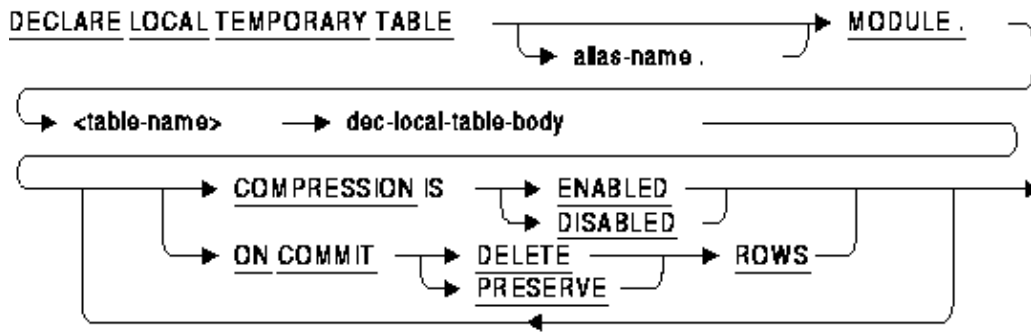 DECLARE LOCAL TEMPORARY TABLE MODULE .
alias-name .
<table-name> dec-local-table-body
COMPRESSION IS ENABLED
DISABLED
ON COMMIT DELETE ROWS
PRESERVE